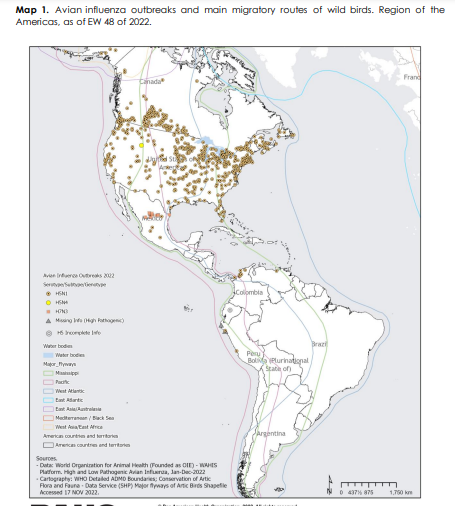 Map 1. Avian influenza outbreaks and main migratory routes of wild birds. Region of the
Americas, as of EW 48 of 2022.
Canada
Franc
United States of
America
Mexico
Colombia
Peru
Brazil
Bolivia (Plurinational
State of)
Argentina
Avian Influenza Outbreaks 2022
Serotype/Subtype/Genotype
H5N1
H5N4
H7N3
Missing Info (High Pathogenic)
H5 Incomplete Info
Water bodies
Water bodies
Major_Flyways
Mississippi
Pacific
West Atlantic
East Atlantic
East Asia/Australasia
Mediterranean / Black Sea
West Asia/East Africa
Americas countries and territories
Americas countries and territories
Sources.
- Data: World Organization for Animal Health (Founded as OIE) - WAHIS
Platform. High and Low Pathogenic Avian Influenza, Jan-Dec-2022
- Cartography: WHO Detailed ADM0 Boundaries; Conservation of Artic
Flora and Fauna - Data Service (SHP) Major flyways of Artic Birds Shapefile
Accessed 17 NOV 2022.
N
0 437½ 875 1,750 km